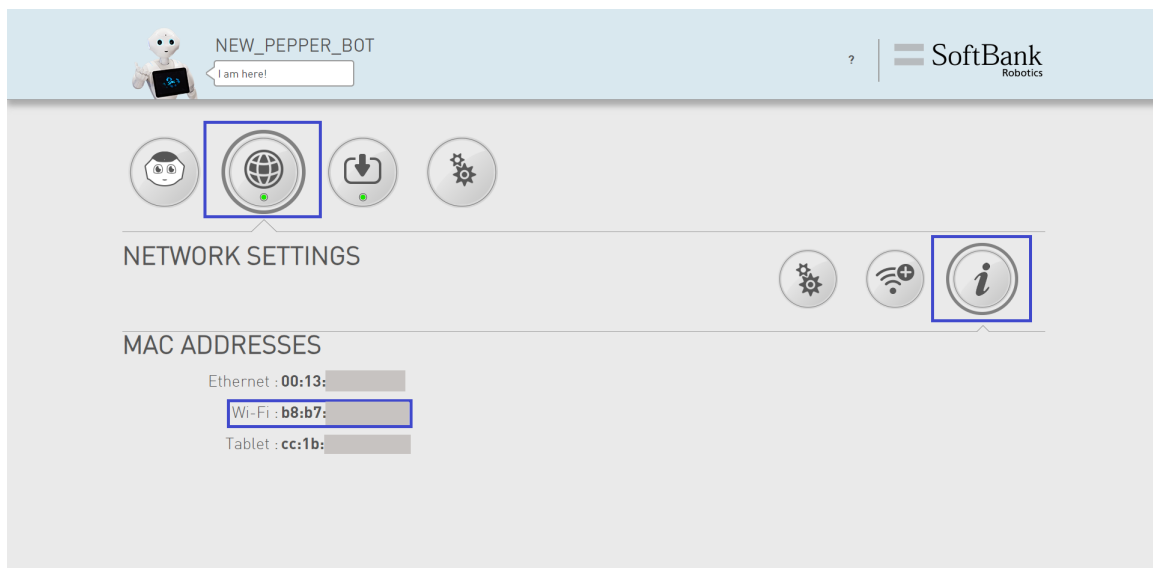 NEW_PEPPER_BOT
I am here!
?
SoftBank
Robotics
NETWORK SETTINGS
i
MAC ADDRESSES
Ethernet : 00:13:
Wi-Fi : b8:b7:
Tablet : cc:1b: